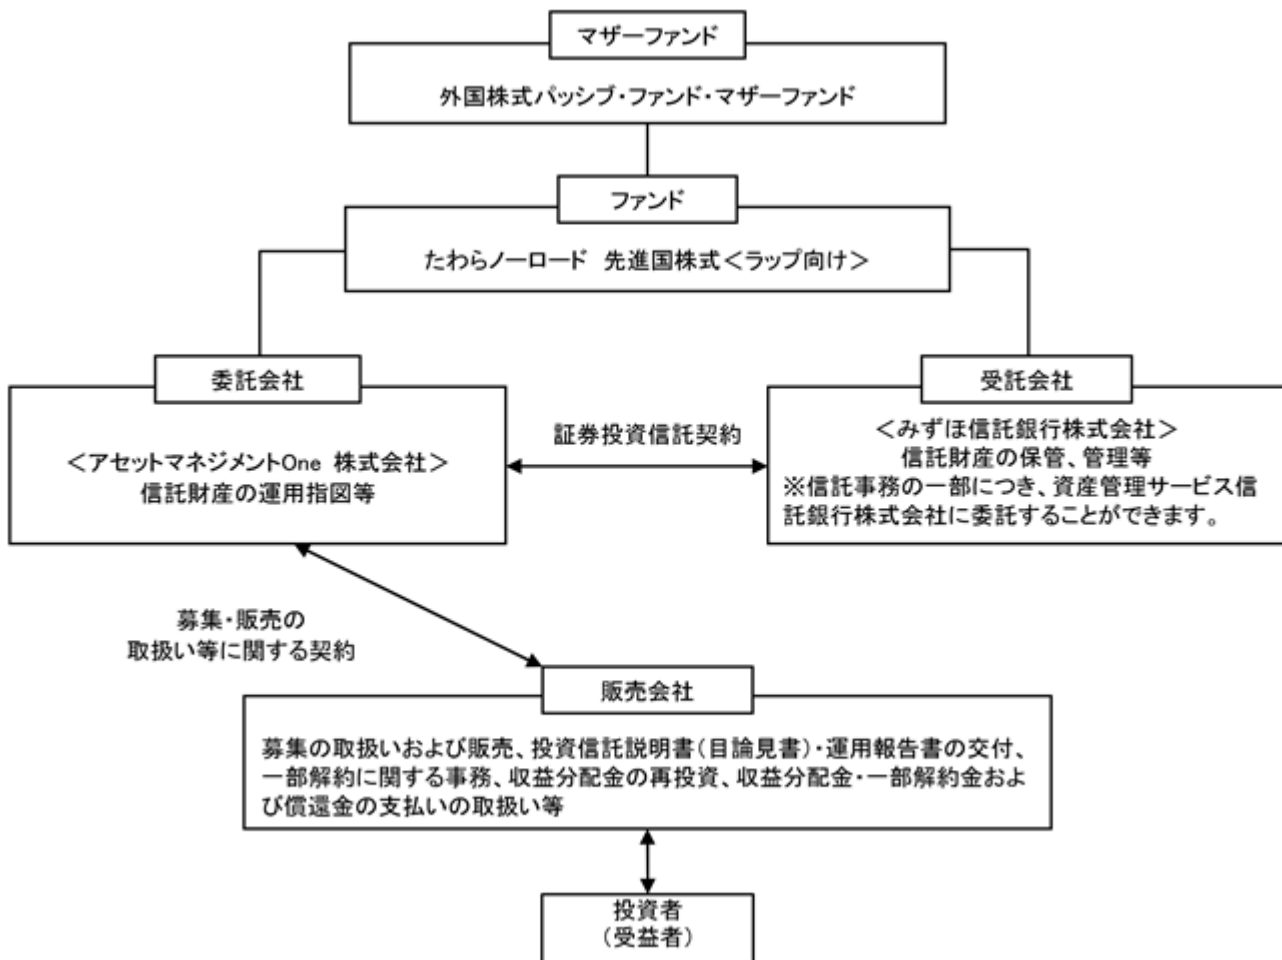 マザーファンド
外国株式パッシブ・ファンド・マザーファンド
ファンド
たわらノーロード 先進国株式＜ラップ向け＞
委託会社
＜アセットマネジメントOne 株式会社＞
信託財産の運用指図等
証券投資信託契約
受託会社
＜みずほ信託銀行株式会社＞
信託財産の保管、管理等
※信託事務の一部につき、資産管理サービス信
託銀行株式会社に委託することができます。
募集・販売の
取扱い等に関する契約
販売会社
募集の取扱いおよび販売、投資信託説明書（目論見書）・運用報告書の交付、
一部解約に関する事務、収益分配金の再投資、収益分配金・一部解約金およ
び償還金の支払いの取扱い等
投資者
（受益者）